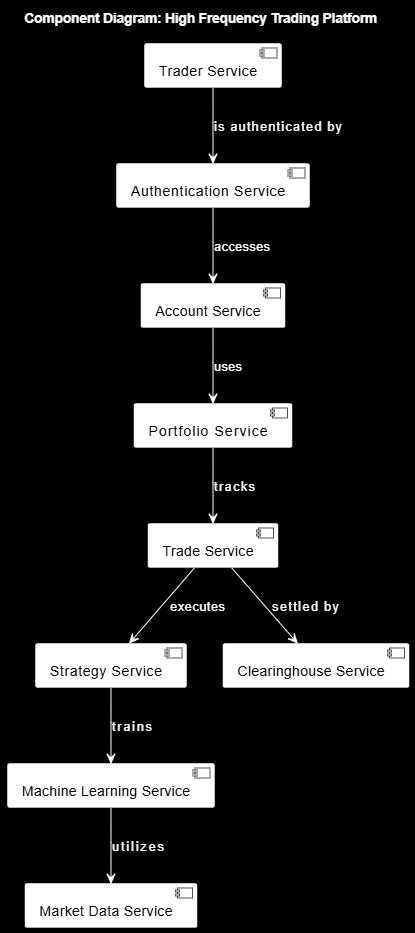 Component Diagram: High Frequency Trading Platform
Trader Service
is authenticated by
Authentication Service
accesses
Account Service
uses
Portfolio Service
tracks
Trade Service
executes
settled by
Strategy Service
Clearinghouse Service
trains
Machine Learning Service
utilizes
Market Data Service